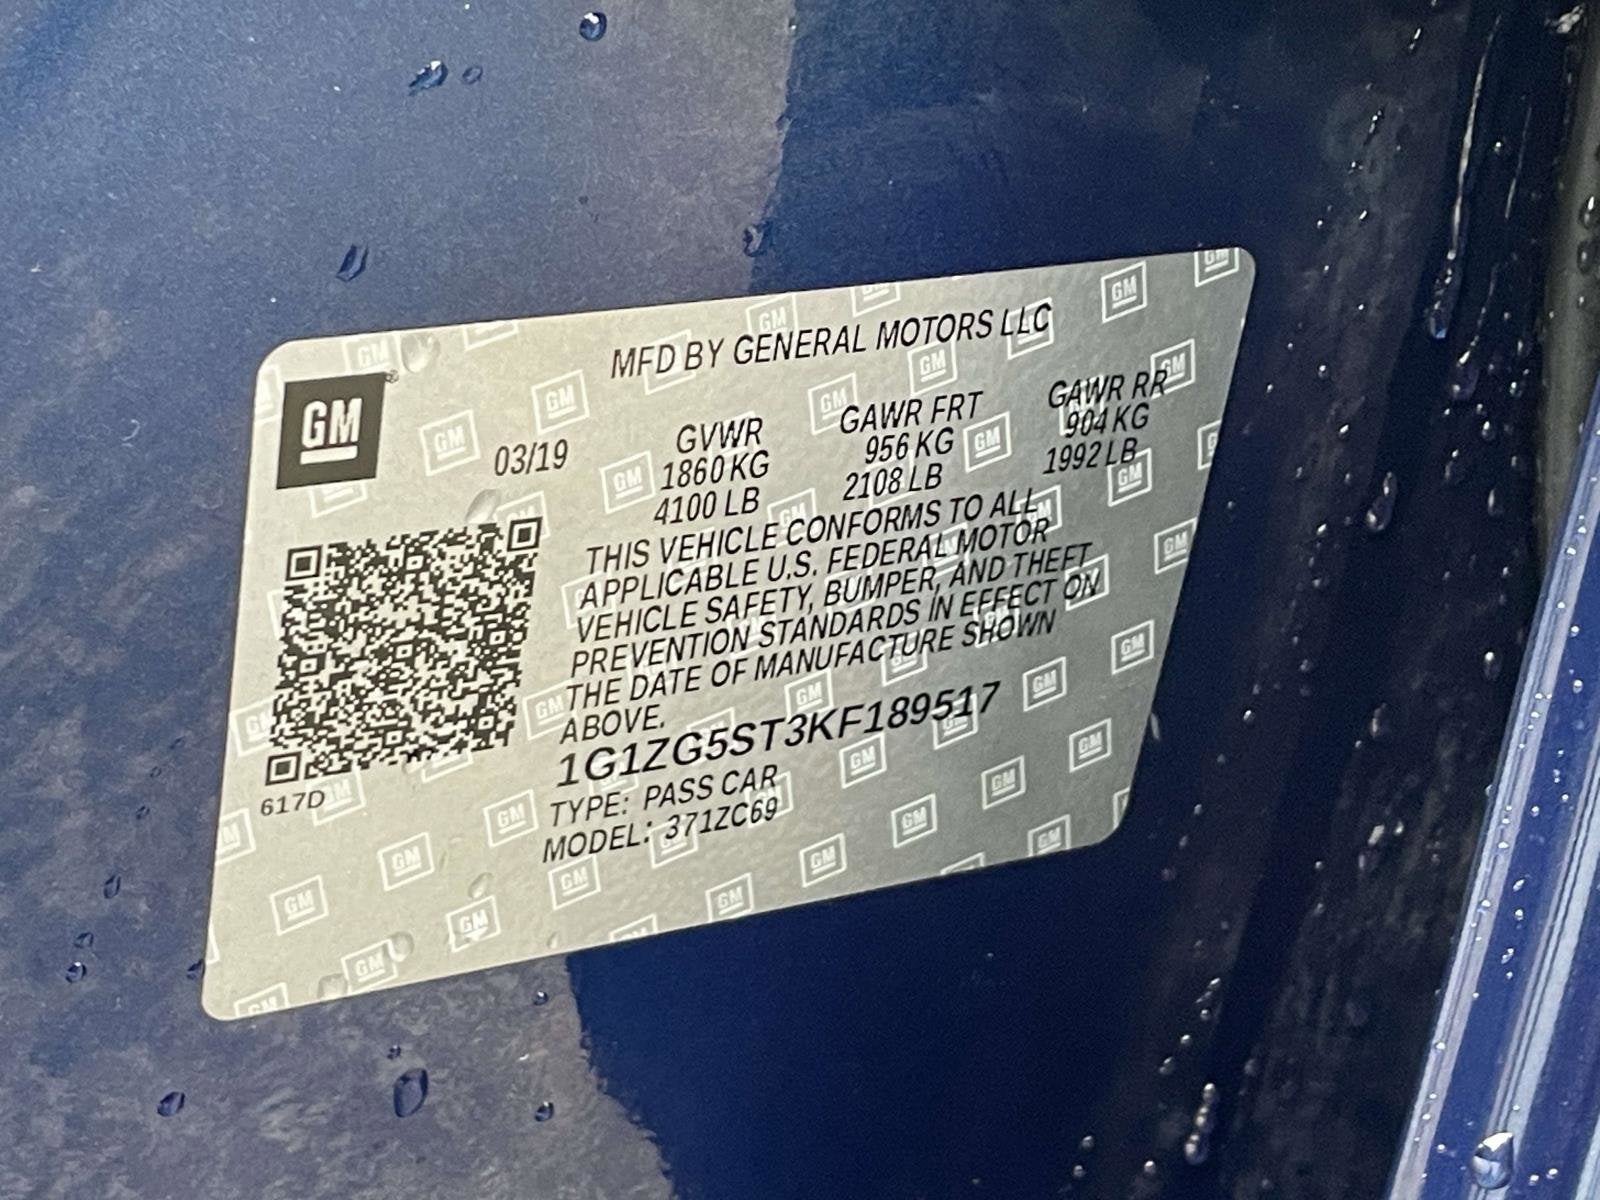 MFD BY GENERAL MOTORS LLC
GM
03/19
GVWR GAWR FRT GAWR RR
1860 KG 956 KG 904 KG
4100 LB 2108 LB 1992 LB
THIS VEHICLE CONFORMS TO ALL
APPLICABLE U.S. FEDERAL MOTOR
VEHICLE SAFETY, BUMPER, AND THEFT
PREVENTION STANDARDS IN EFFECT ON
THE DATE OF MANUFACTURE SHOWN
ABOVE.
1G1ZG5ST3KF189517
617D
TYPE: PASS CAR
MODEL: 371ZC69